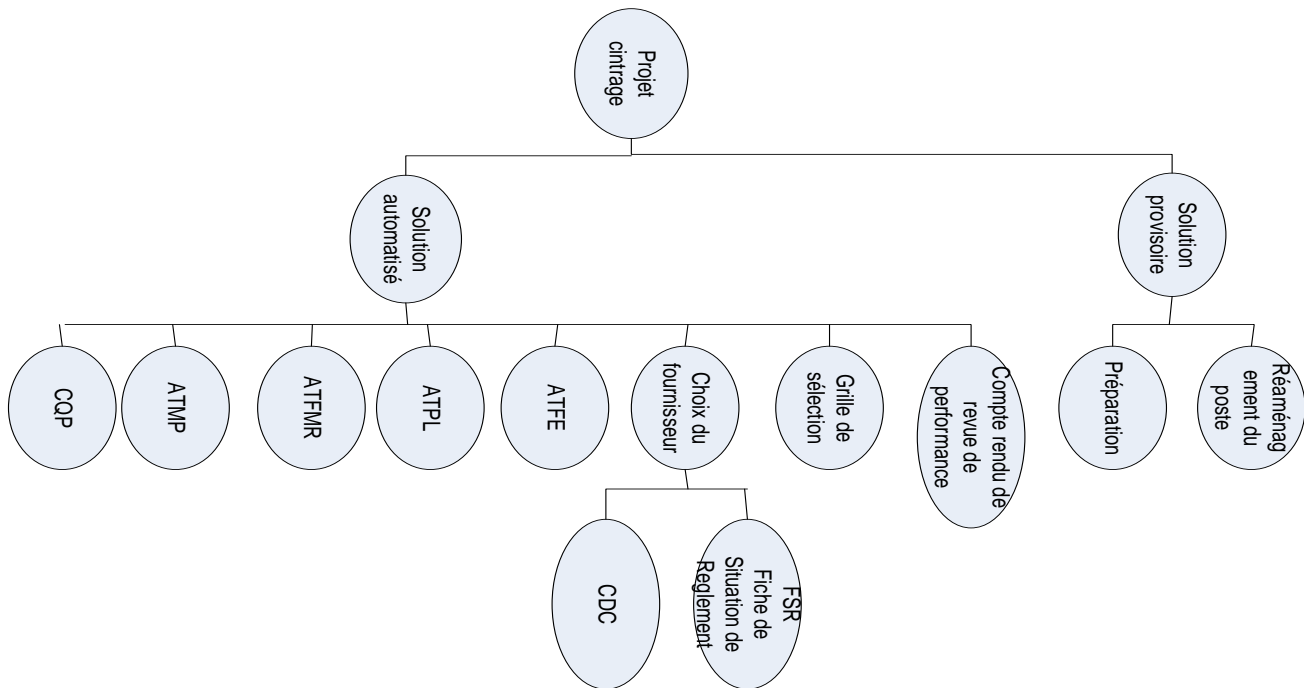 Projet
cintrage
Solution
automatisé
Solution
provisoire
CQP
ATMP
ATFMR
ATPL
ATFE
Choix du
fournisseur
Grille de
sélection
Compte rendu de
revue de
performance
Préparation
Réaménag
ement du
poste
CDC
FSR
Fiche de
Situation de
Reglement